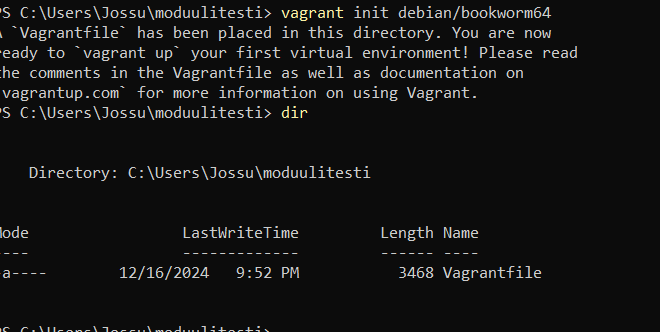 PS C:\Users\Jossu\moduulitesti> vagrant init debian/bookworm64
A `Vagrantfile` has been placed in this directory. You are now
ready to `vagrant up` your first virtual environment! Please read
the comments in the Vagrantfile as well as documentation on
`vagrantup.com` for more information on using Vagrant.
PS C:\Users\Jossu\moduulitesti> dir
Directory: C:\Users\Jossu\moduulitesti
Mode LastWriteTime Length Name
---- ------------- ------ ----
-a---- 12/16/2024 9:52 PM 3468 Vagrantfile
PS C:\Users\Jossu\moduulitesti>